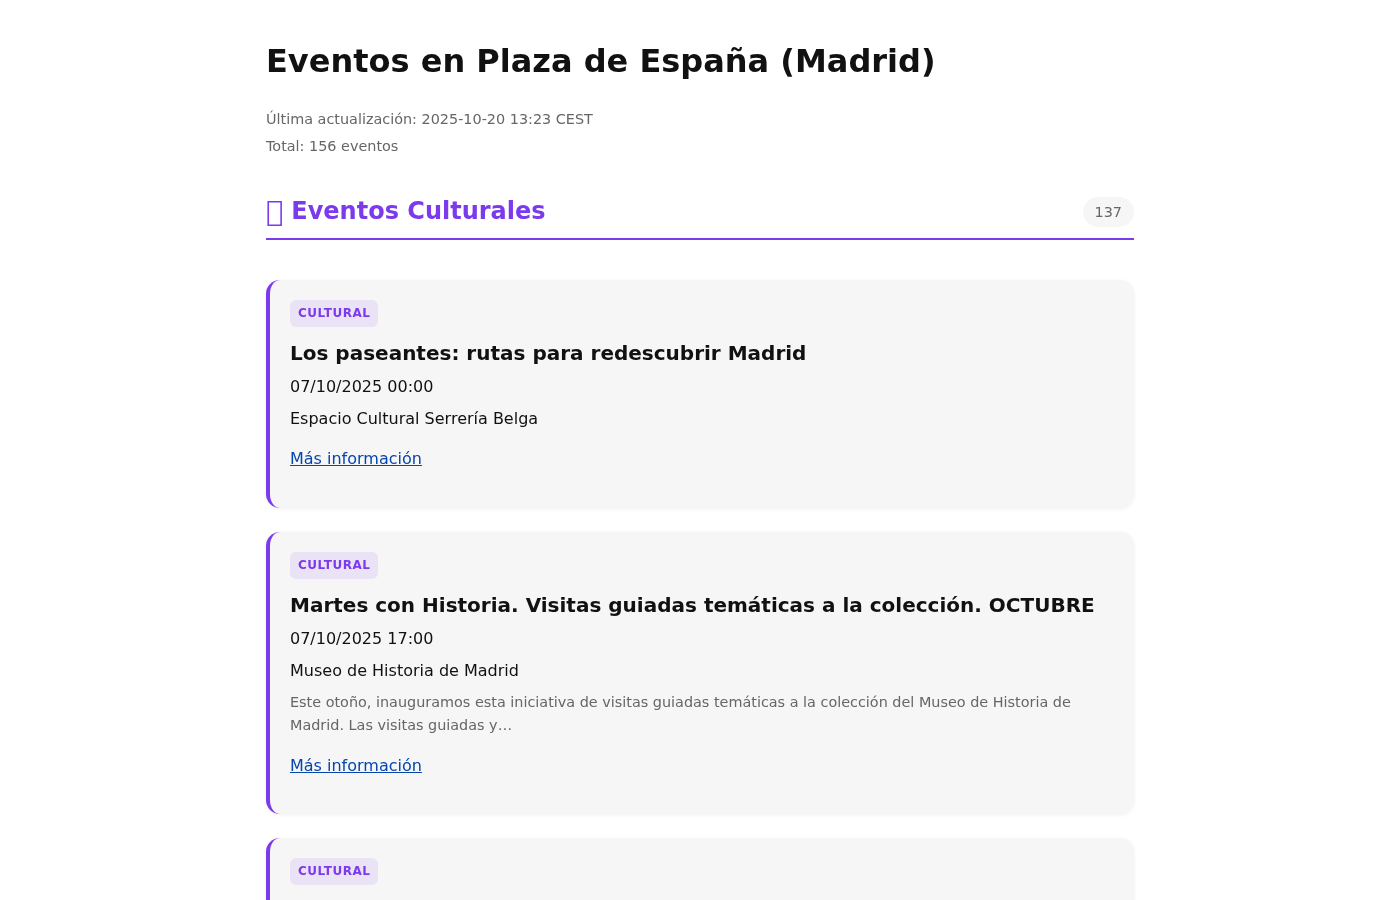 Eventos en Plaza de España (Madrid)
Última actualización: 2025-10-20 13:23 CEST
Total: 156 eventos
Eventos Culturales
137
CULTURAL
Los paseantes: rutas para redescubrir Madrid
07/10/2025 00:00
Espacio Cultural Serrería Belga
Más información
CULTURAL
Martes con Historia. Visitas guiadas temáticas a la colección. OCTUBRE
07/10/2025 17:00
Museo de Historia de Madrid
Este otoño, inauguramos esta iniciativa de visitas guiadas temáticas a la colección del Museo de Historia de
Madrid. Las visitas guiadas y…
Más información
CULTURAL